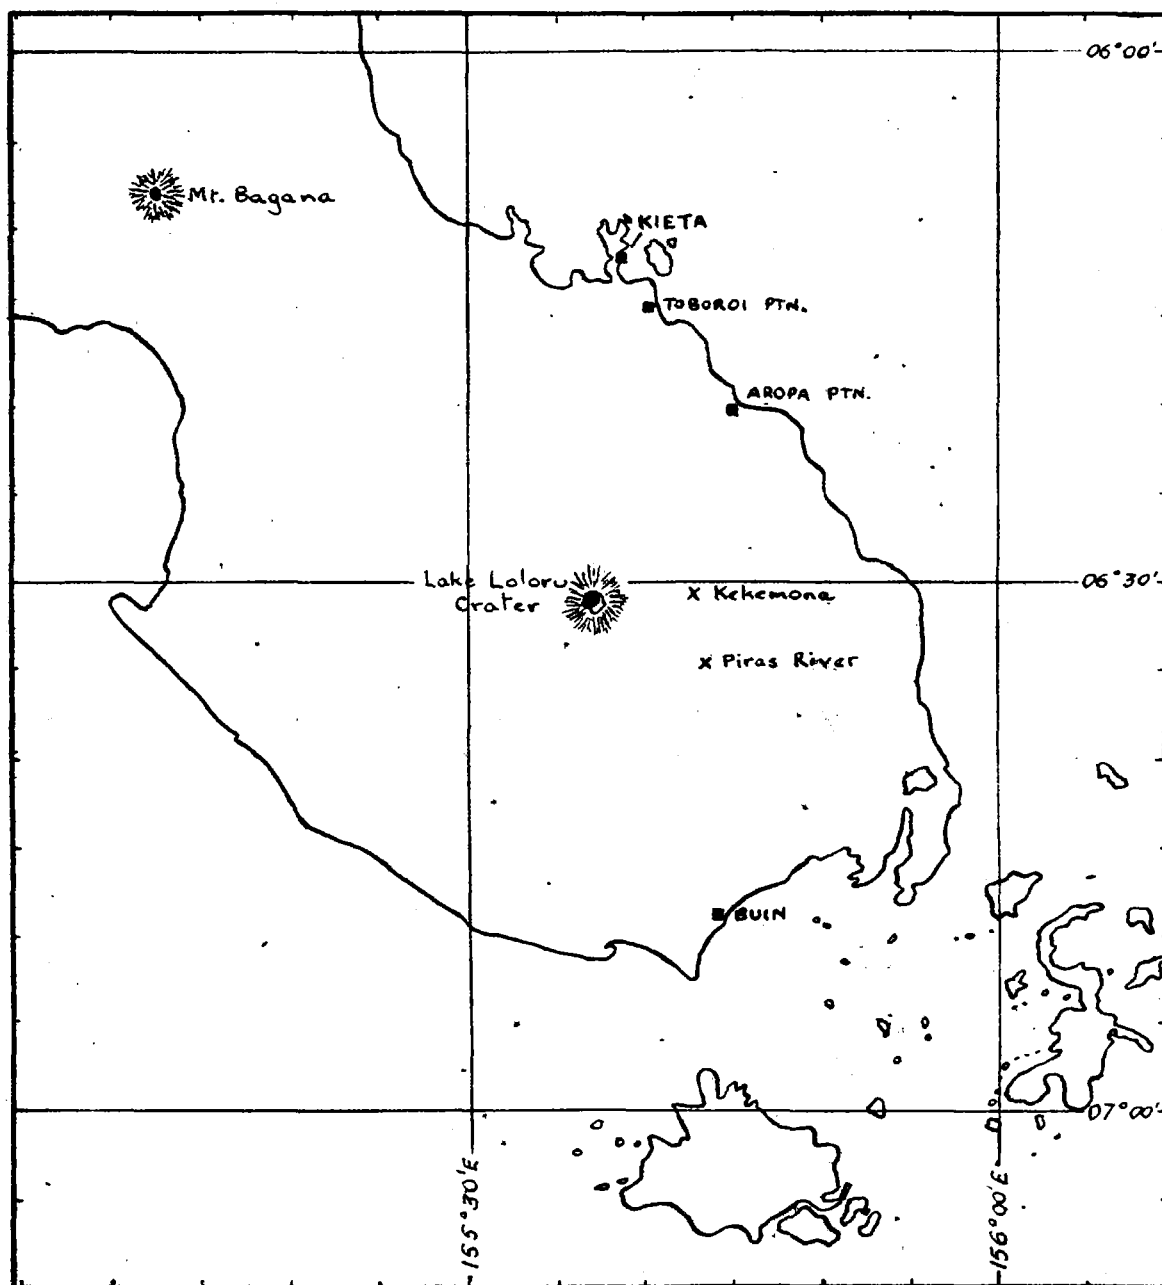 06°00'
Mt. Bagana
KIETA
TOBOROI PTN.
AROPA PTN.
Lake Loloru
Crater
06°30'
x Kekemona
x Piras River
BUIN
07°00'
155°30'E
156°00'E